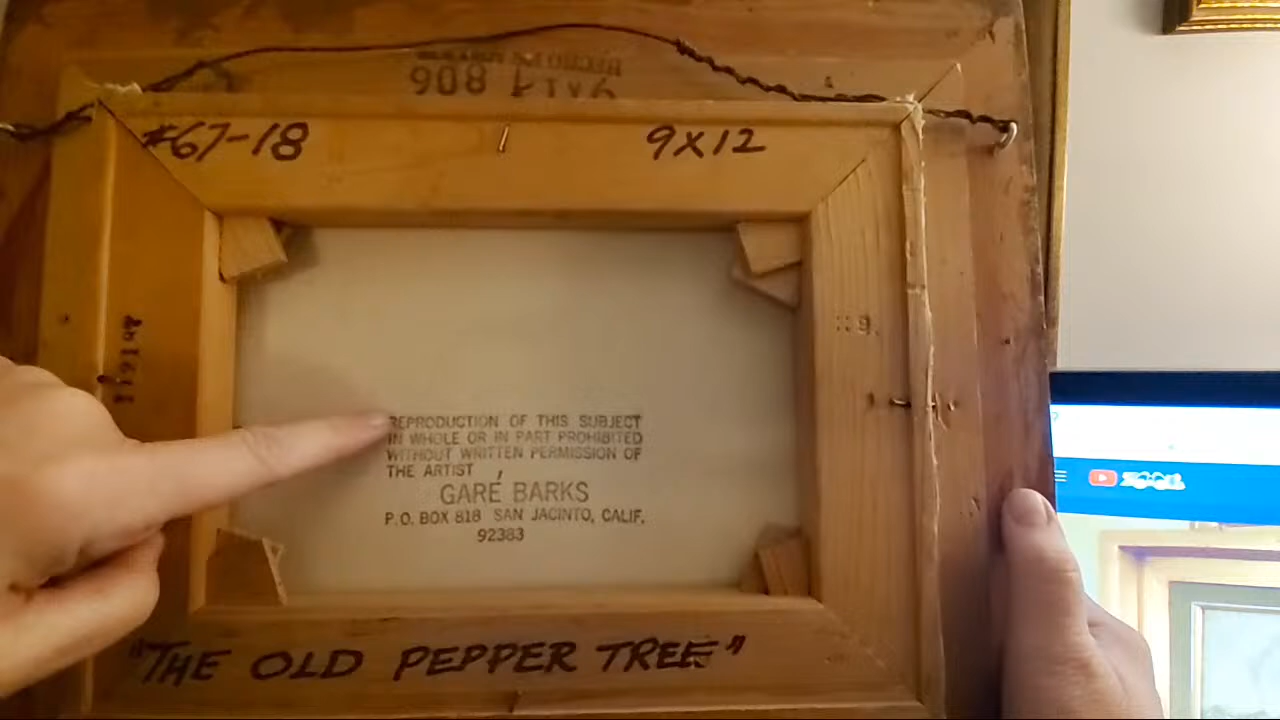 906
#67-18
9X12
REPRODUCTION OF THIS SUBJECT
IN WHOLE OR IN PART PROHIBITED
WITHOUT WRITTEN PERMISSION OF
THE ARTIST
GARÉ BARKS
P.O. BOX 818 SAN JACINTO, CALIF.
92383
"THE OLD PEPPER TREE"